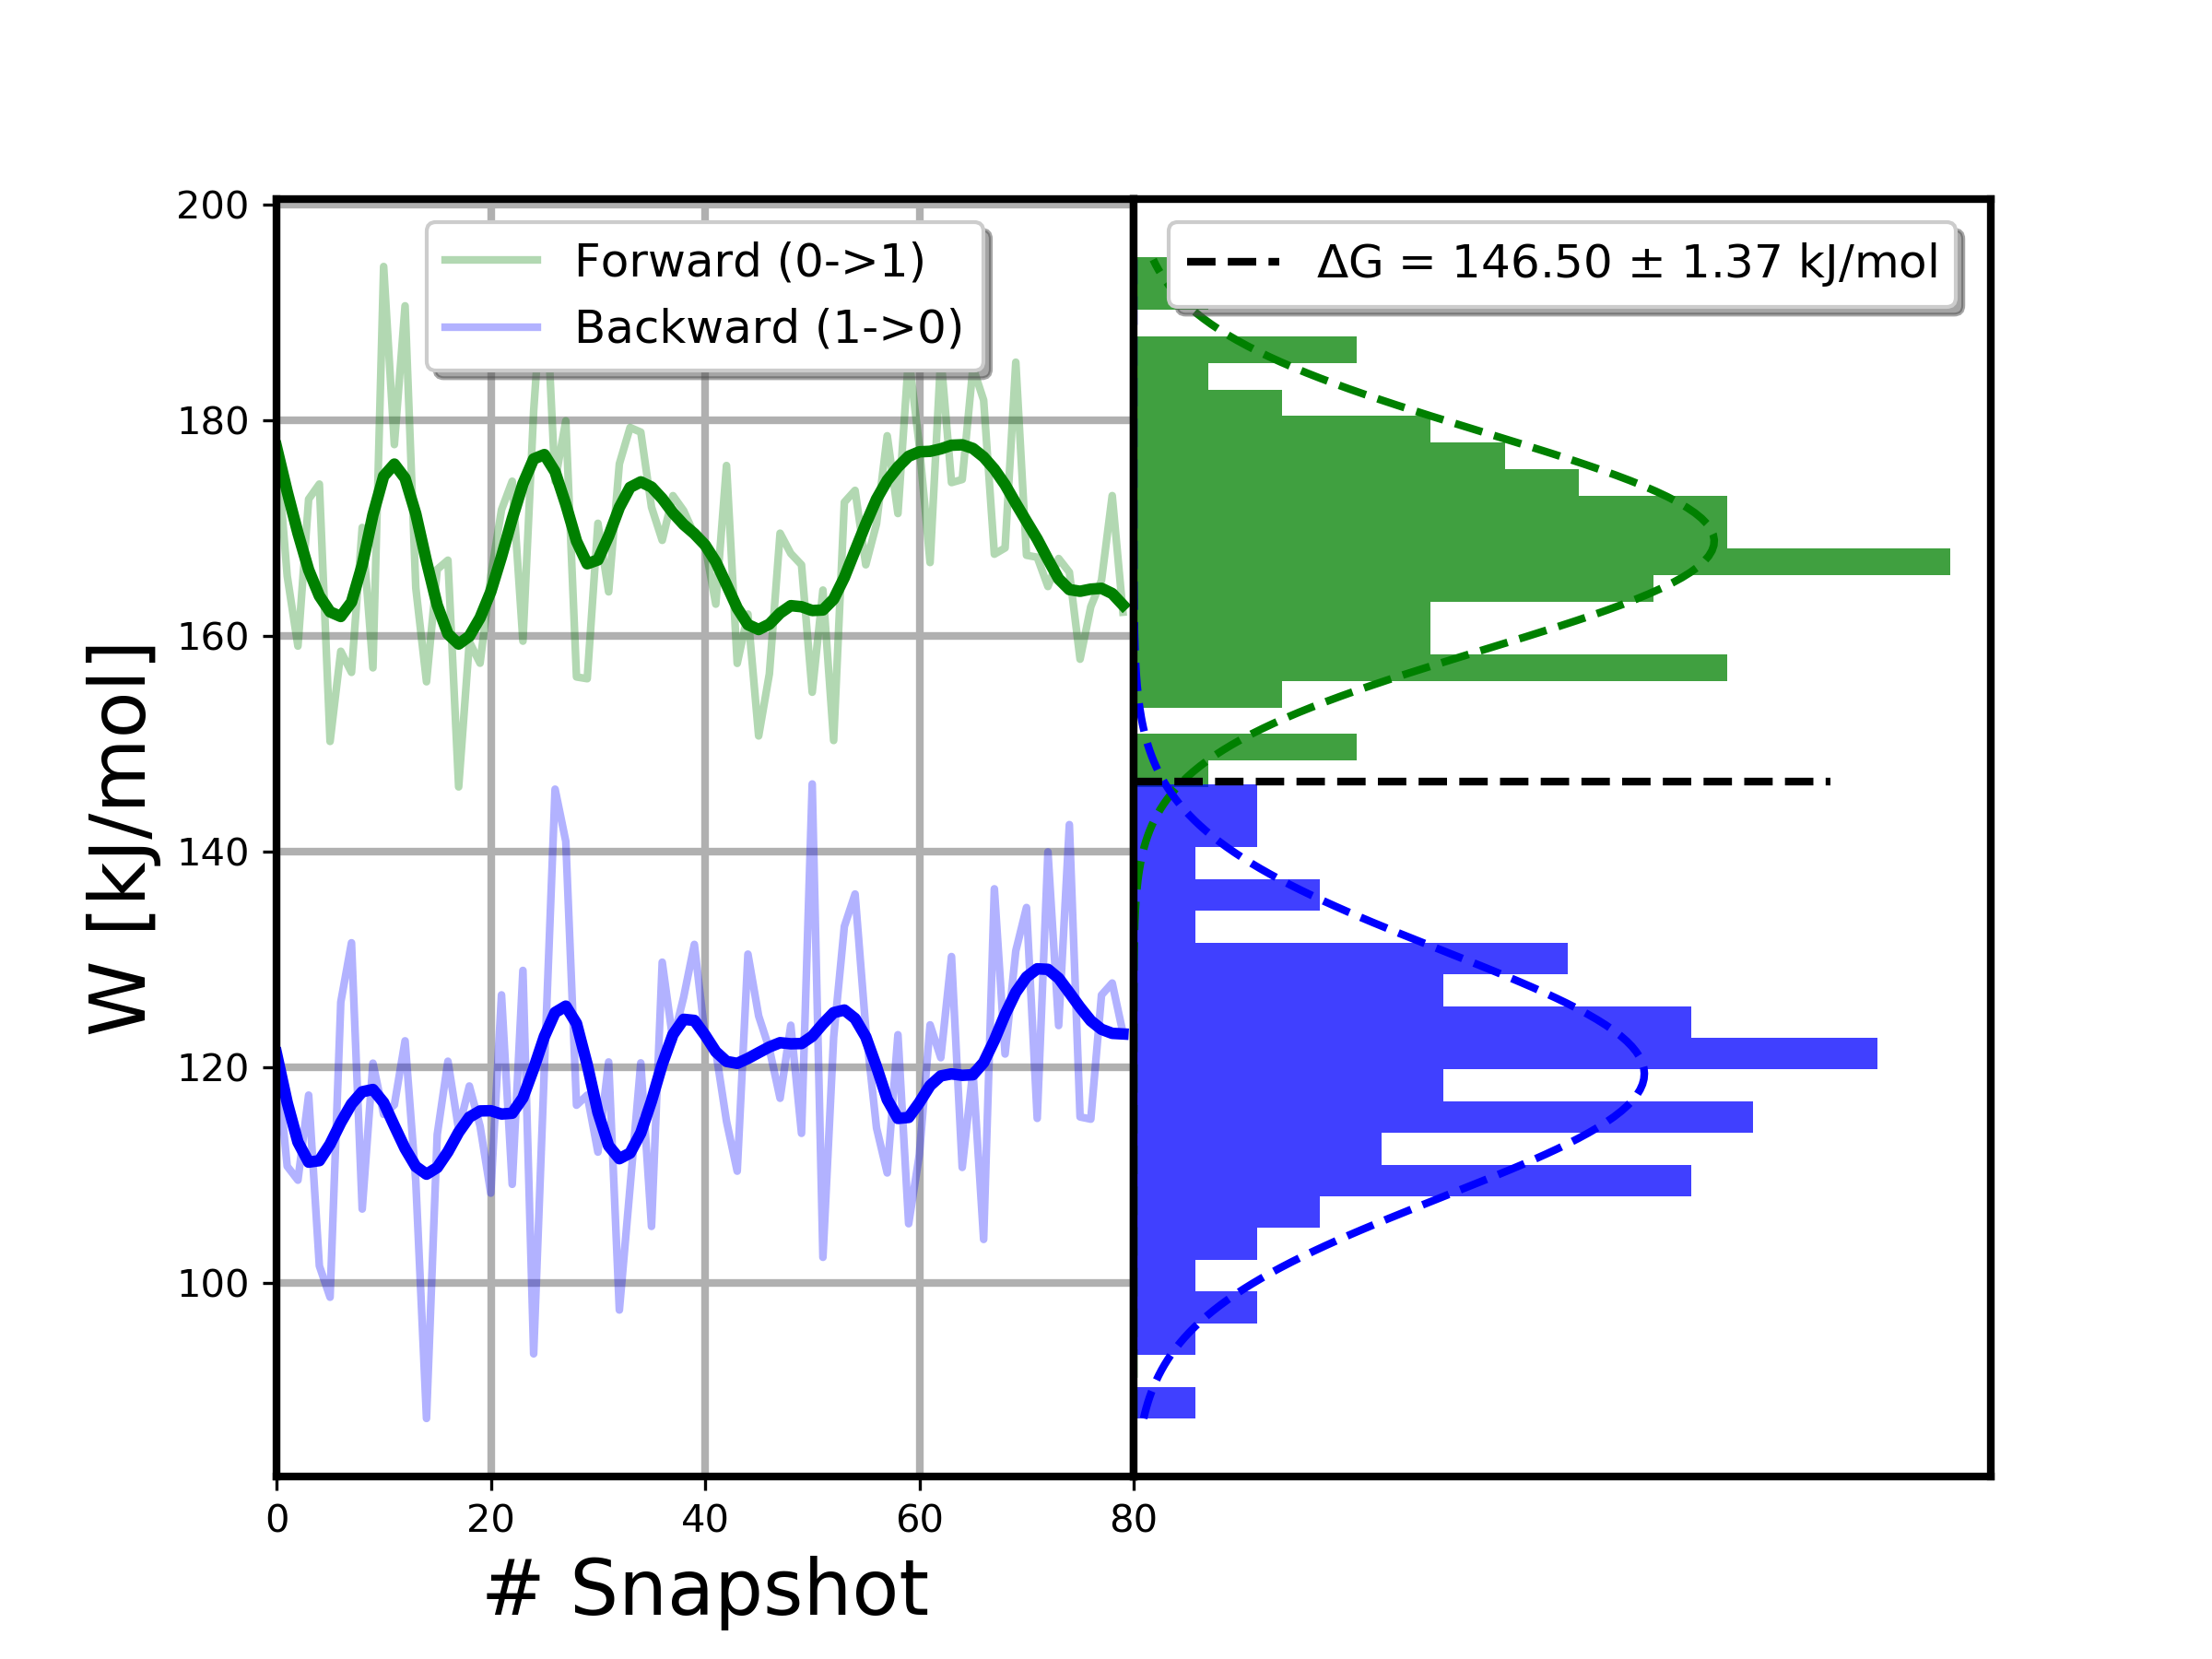 200
180
160
140
120
100
W [kJ/mol]
Forward (0->1)
Backward (1->0)
ΔG = 146.50 ± 1.37 kJ/mol
0 20 40 60 80
# Snapshot